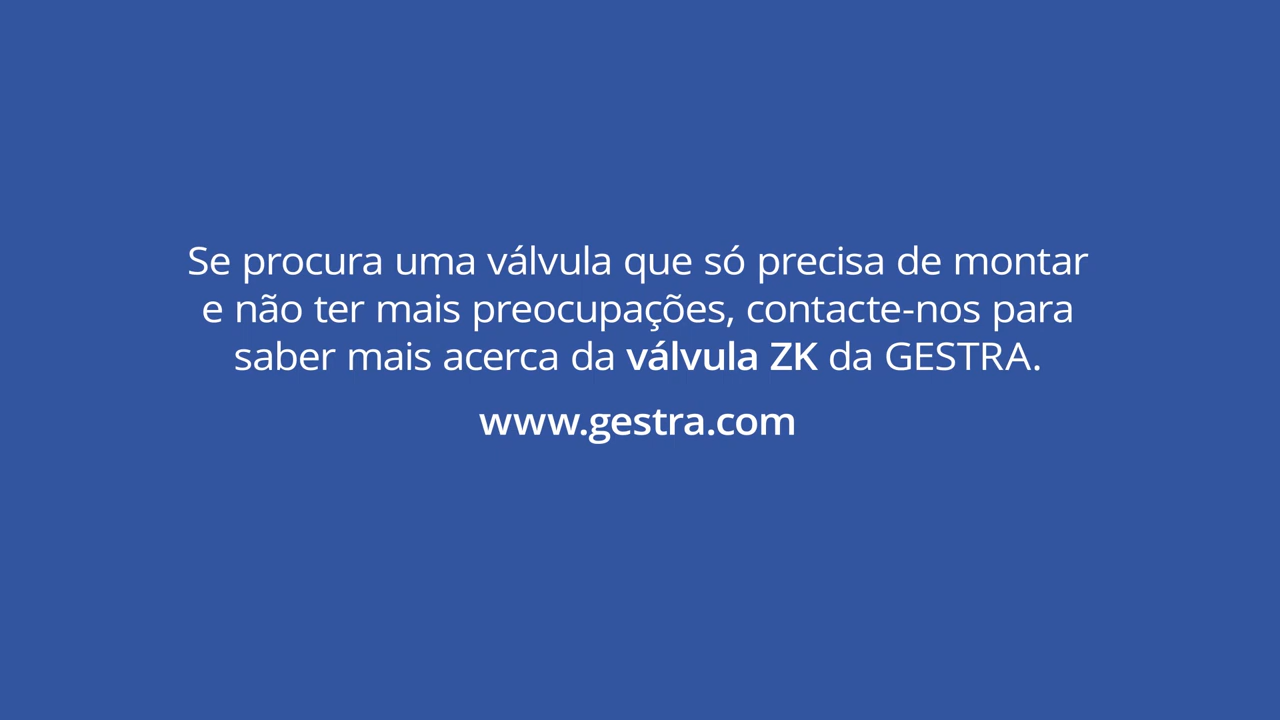 Se procura uma válvula que só precisa de montar
e não ter mais preocupações, contacte-nos para
saber mais acerca da válvula ZK da GESTRA.
www.gestra.com